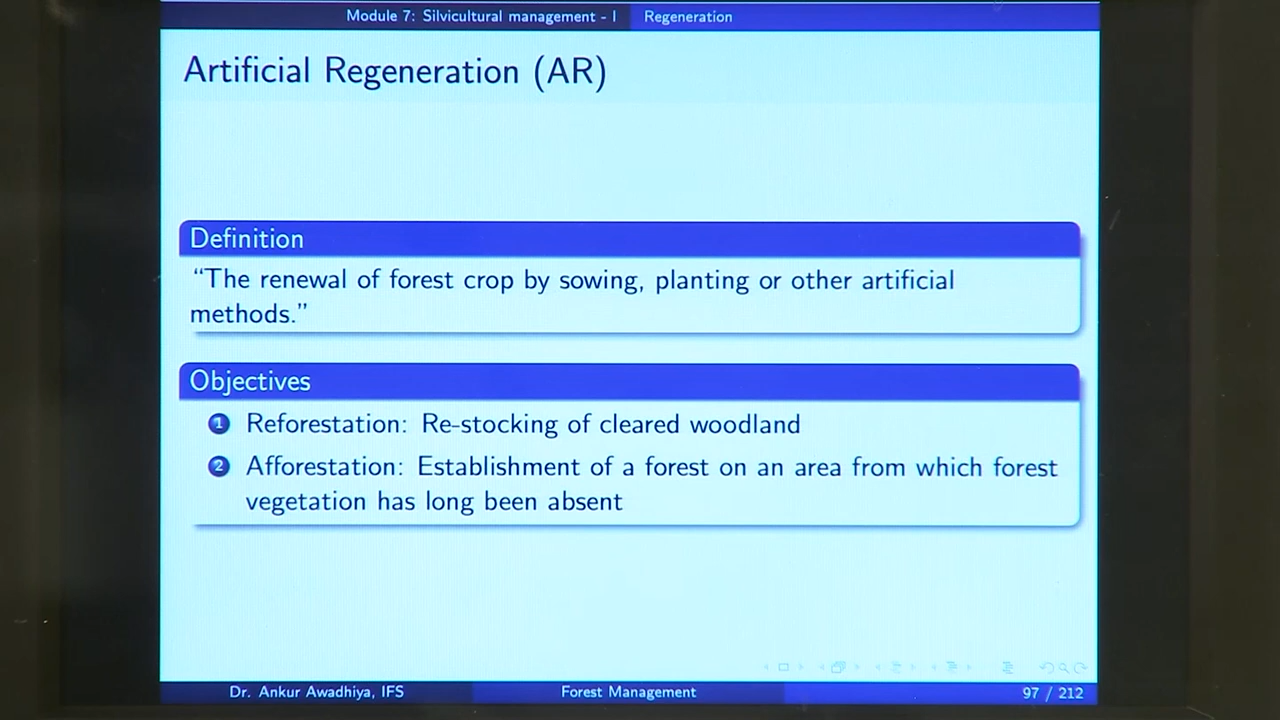 Module 7: Silvicultural management - I Regeneration
Artificial Regeneration (AR)
Definition
“The renewal of forest crop by sowing, planting or other artificial
methods.”
Objectives
1 Reforestation: Re-stocking of cleared woodland
2 Afforestation: Establishment of a forest on an area from which forest
vegetation has long been absent
Dr. Ankur Awadhiya, IFS Forest Management 97 / 212